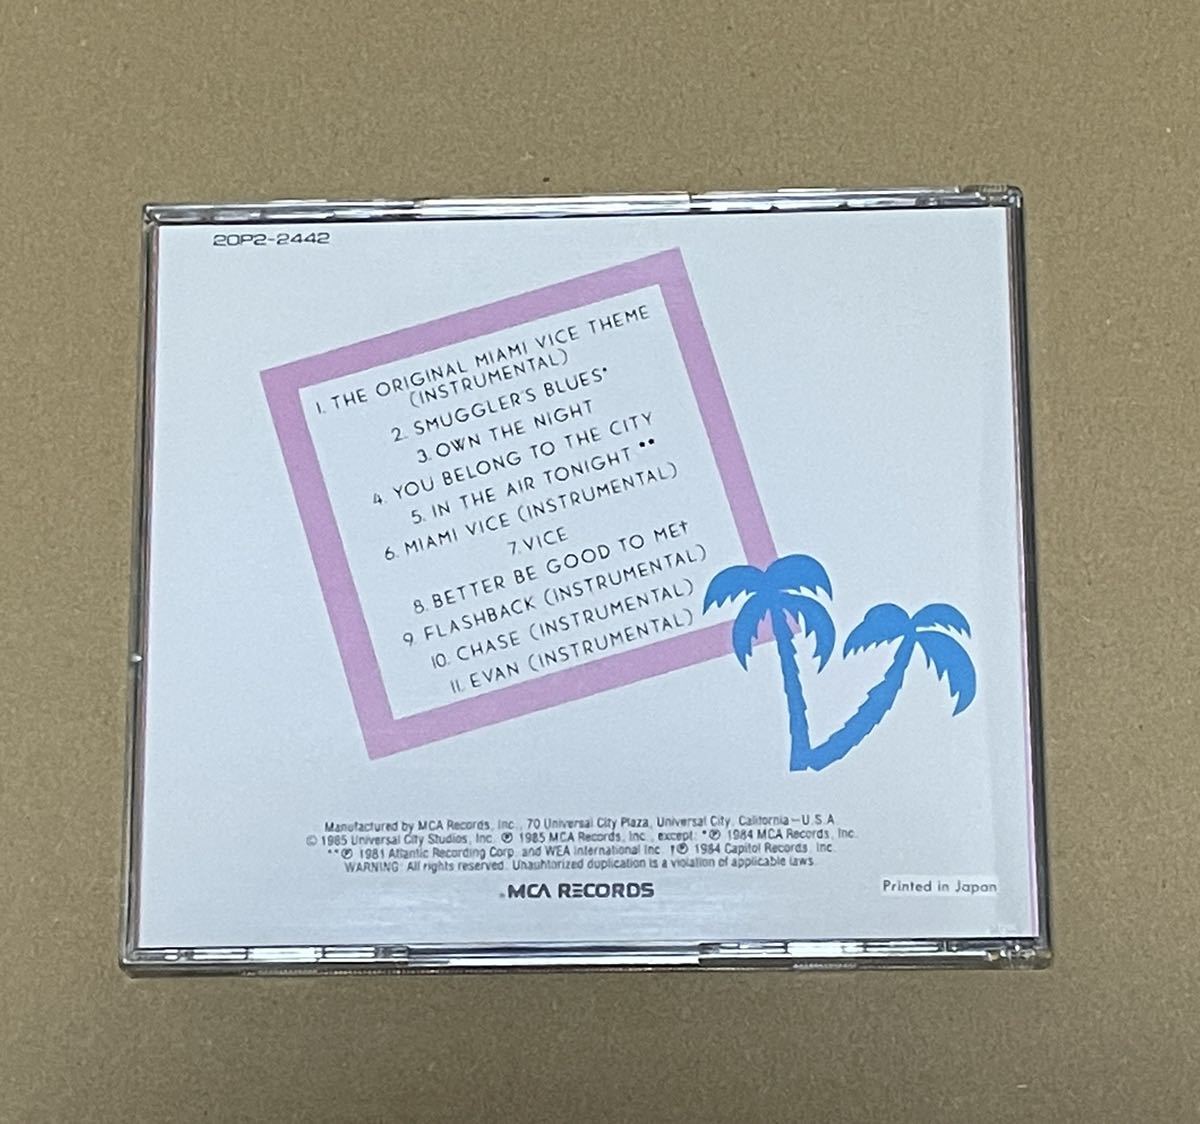 20P2-2442
1. THE ORIGINAL MIAMI VICE THEME
(INSTRUMENTAL)
2. SMUGGLER'S BLUES*
3. OWN THE NIGHT
4. YOU BELONG TO THE CITY
5. IN THE AIR TONIGHT **
6. MIAMI VICE (INSTRUMENTAL)
7. VICE
8. BETTER BE GOOD TO ME†
9. FLASHBACK (INSTRUMENTAL)
10. CHASE (INSTRUMENTAL)
11. EVAN (INSTRUMENTAL)
Manufactured by MCA Records, Inc., 70 Universal City Plaza, Universal City, California—U.S.A.
© 1985 Universal City Studios, Inc. ℗ 1985 MCA Records, Inc., except: *℗ 1984 MCA Records, Inc.
**℗ 1981 Atlantic Recording Corp. and WEA International Inc. †℗ 1984 Capitol Records, Inc.
WARNING: All rights reserved. Unauthorized duplication is a violation of applicable laws.
MCA RECORDS
Printed in Japan